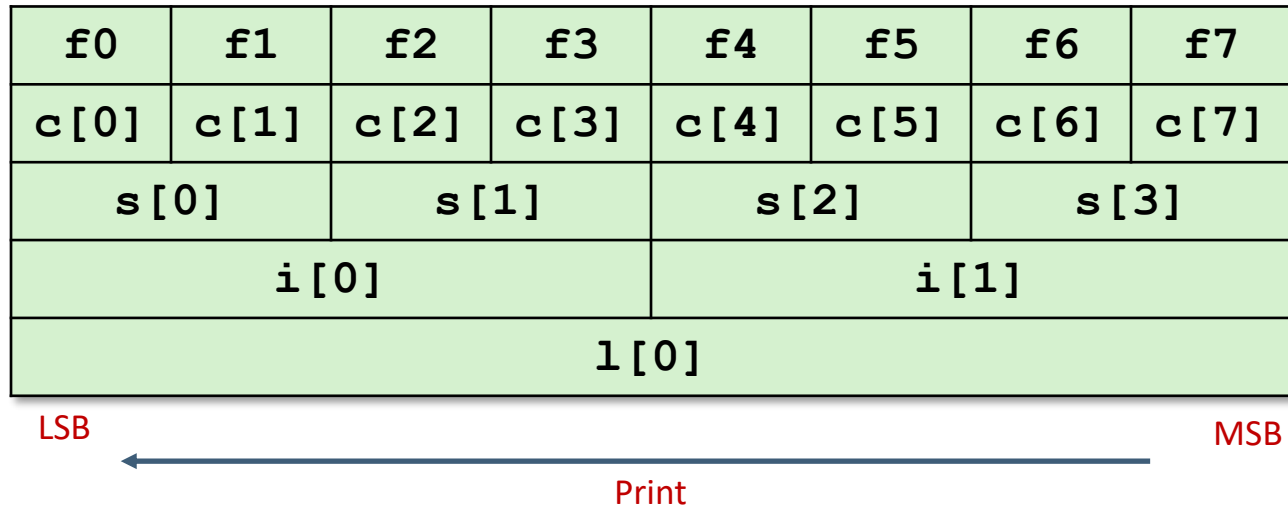 f0 f1 f2 f3 f4 f5 f6 f7
c[0] c[1] c[2] c[3] c[4] c[5] c[6] c[7]
s[0] s[1] s[2] s[3]
i[0] i[1]
l[0]
LSB MSB
Print